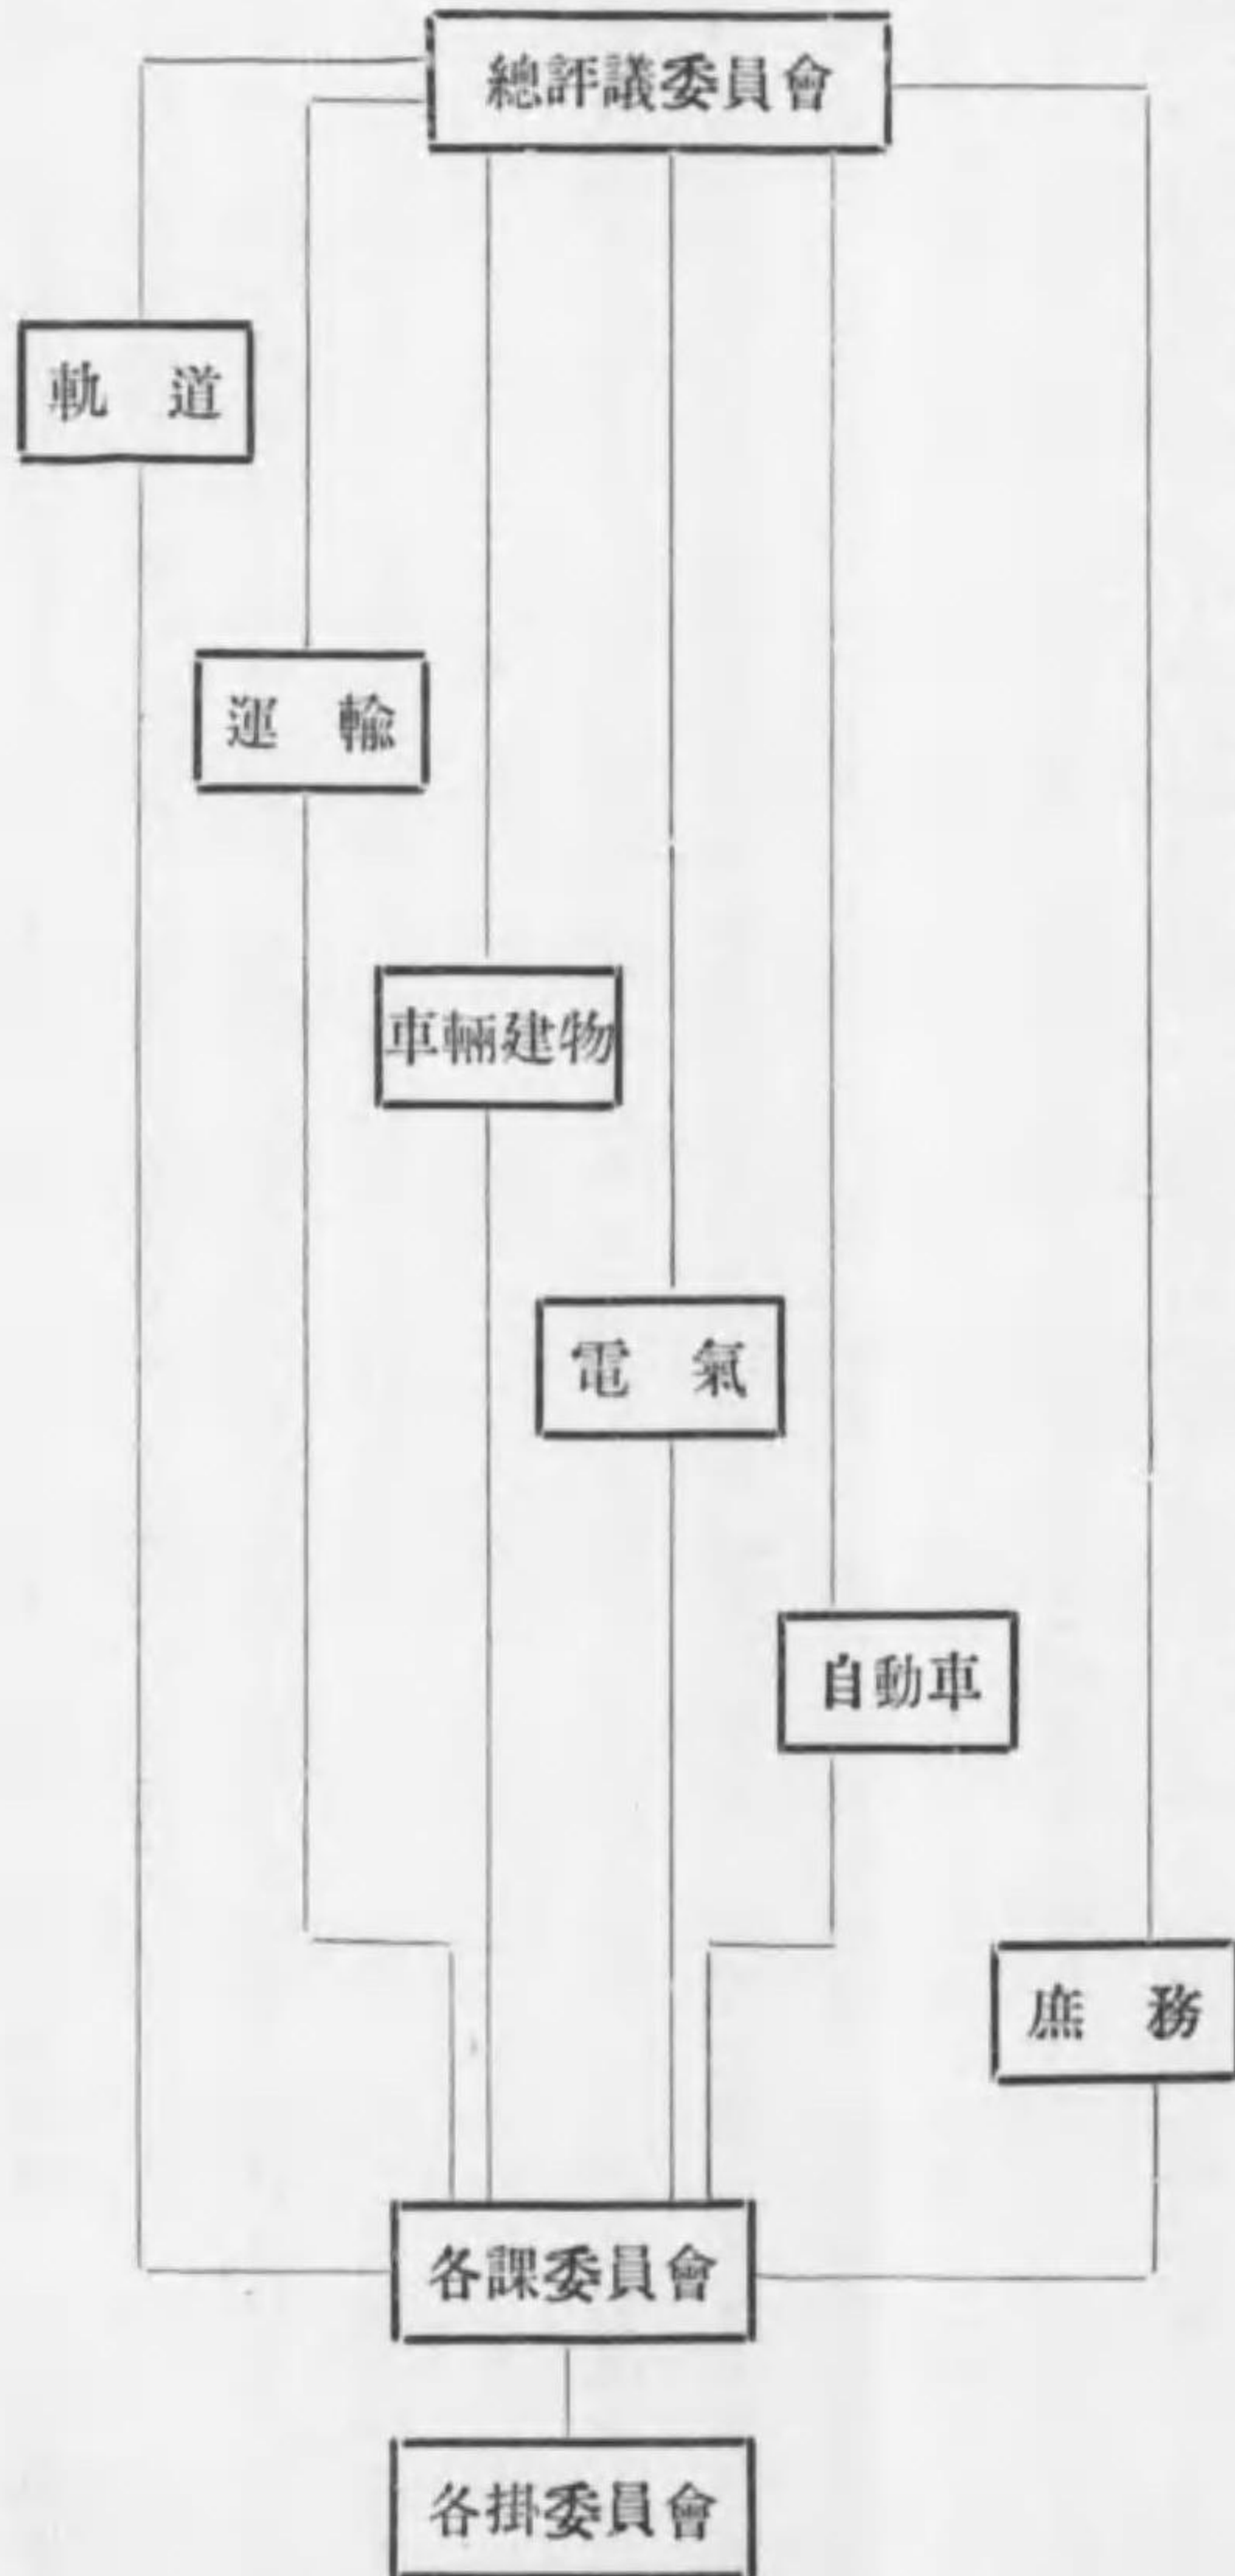 總評議委員會
軌　道
運　輸
車輛建物
電　氣
自動車
庶　務
各課委員會
各掛委員會